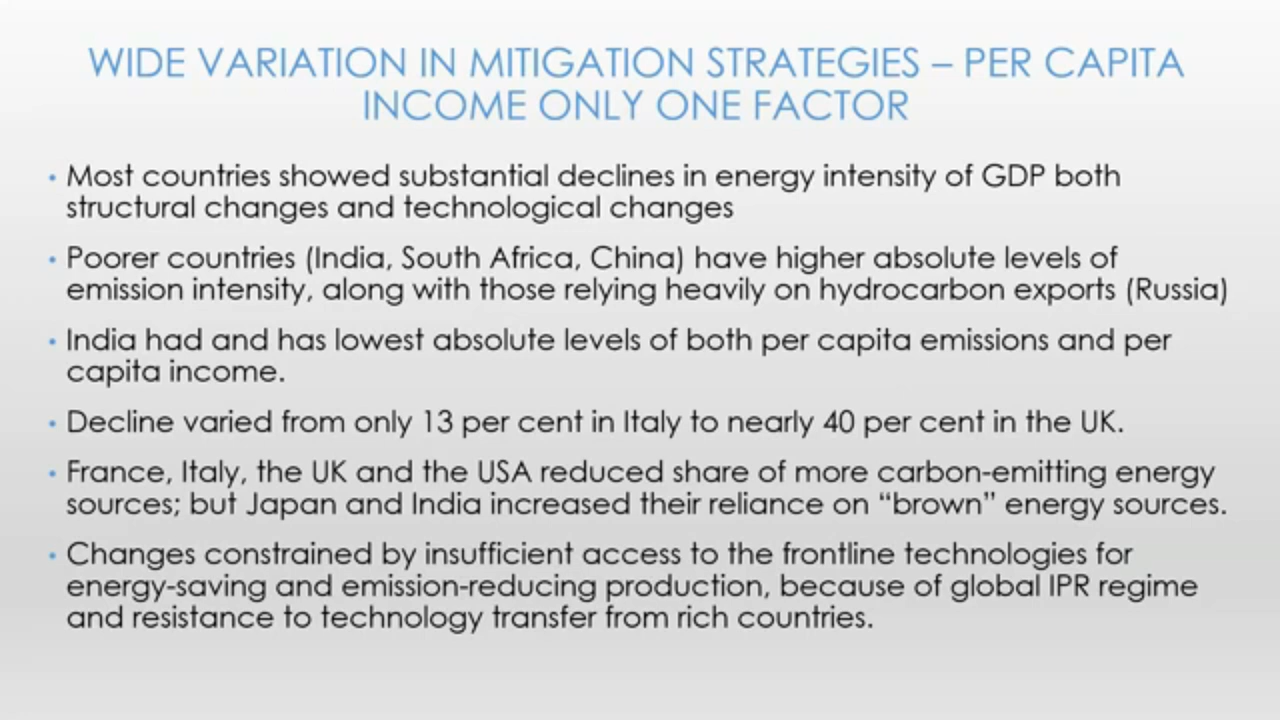 WIDE VARIATION IN MITIGATION STRATEGIES – PER CAPITA
INCOME ONLY ONE FACTOR
• Most countries showed substantial declines in energy intensity of GDP both
structural changes and technological changes
• Poorer countries (India, South Africa, China) have higher absolute levels of
emission intensity, along with those relying heavily on hydrocarbon exports (Russia)
• India had and has lowest absolute levels of both per capita emissions and per
capita income.
• Decline varied from only 13 per cent in Italy to nearly 40 per cent in the UK.
• France, Italy, the UK and the USA reduced share of more carbon-emitting energy
sources; but Japan and India increased their reliance on “brown” energy sources.
• Changes constrained by insufficient access to the frontline technologies for
energy-saving and emission-reducing production, because of global IPR regime
and resistance to technology transfer from rich countries.